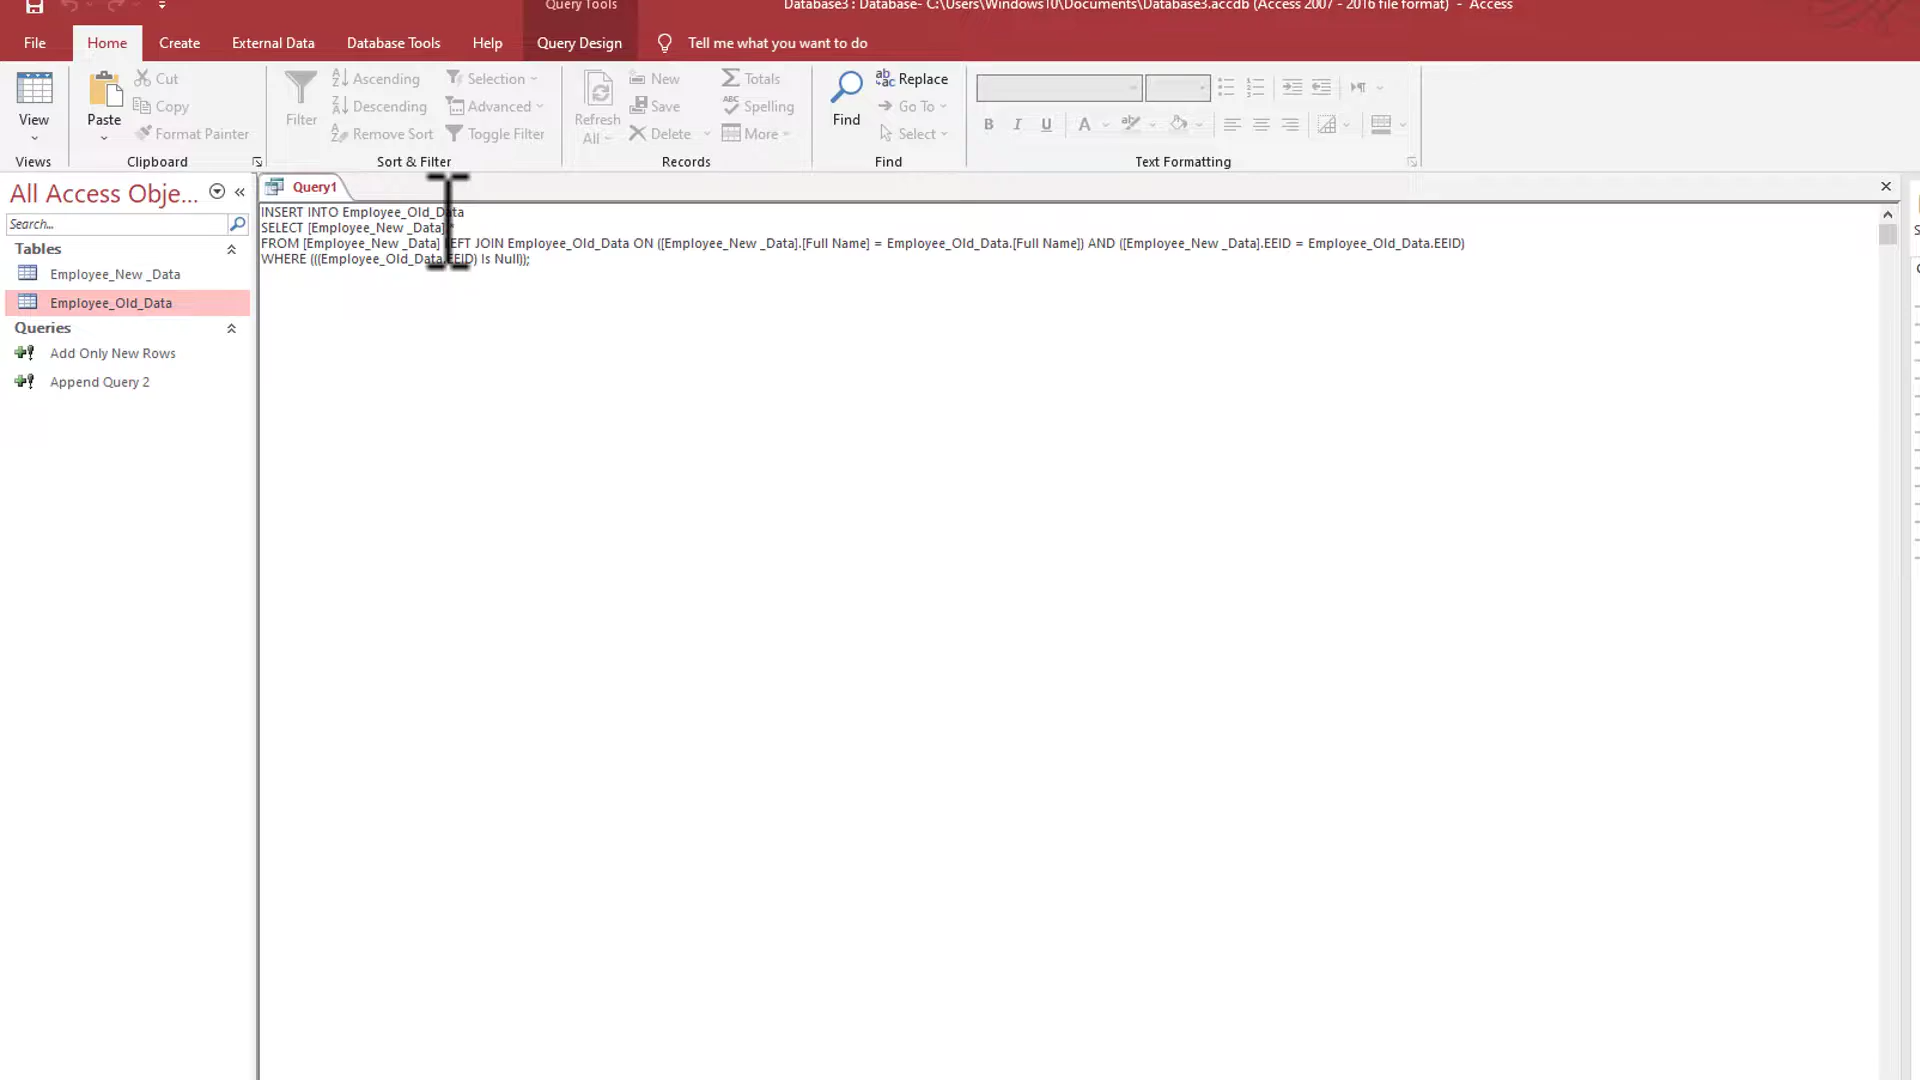 Query Tools
Database3 : Database- C:\Users\Windows10\Documents\Database3.accdb (Access 2007 - 2016 file format) - Access
File
Home
Create
External Data
Database Tools
Help
Query Design
Tell me what you want to do
View
Views
Paste
Cut
Copy
Format Painter
Clipboard
Filter
Ascending
Descending
Remove Sort
Selection
Advanced
Toggle Filter
Sort & Filter
Refresh
All
New
Save
Delete
Totals
Spelling
More
Records
Find
Replace
Go To
Select
Find
B I U A
Text Formatting
All Access Obje...
Search...
Tables
Employee_New _Data
Employee_Old_Data
Queries
Add Only New Rows
Append Query 2
Query1
INSERT INTO Employee_Old_Data
SELECT [Employee_New _Data]
FROM [Employee_New _Data] LEFT JOIN Employee_Old_Data ON ([Employee_New _Data].[Full Name] = Employee_Old_Data.[Full Name]) AND ([Employee_New _Data].EEID = Employee_Old_Data.EEID)
WHERE (((Employee_Old_Data.EEID) Is Null));